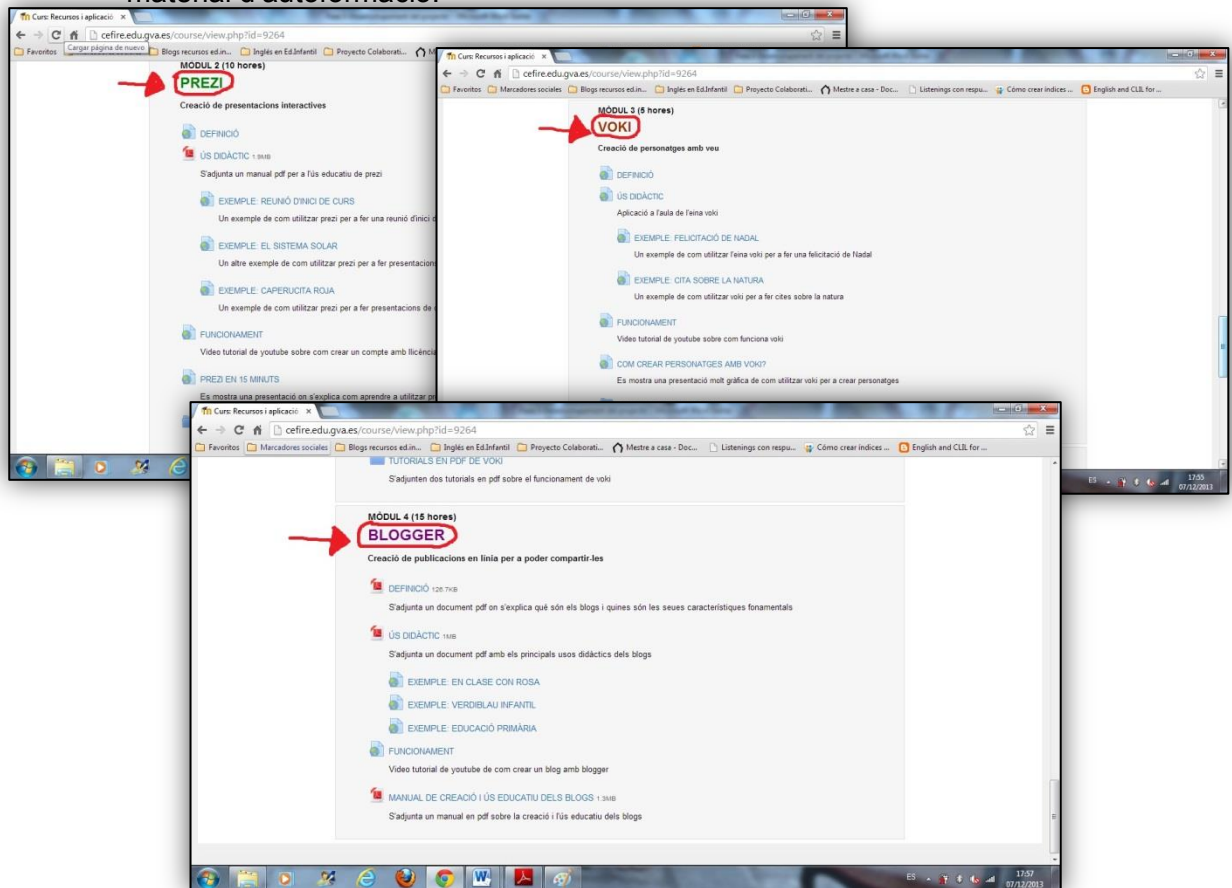 material d'autoformació.
Curs: Recursos i aplicació
cefire.edu.gva.es/course/view.php?id=9264
Cargar página de nuevo
Favoritos
Blogs recursos ed.in...
Inglés en Ed.Infantil
Proyecto Colaborati...
MÓDUL 2 (10 hores)
PREZI
Creació de presentacions interactives
DEFINICIÓ
ÚS DIDÀCTIC 1.9MB
S'adjunta un manual pdf per a l'ús educatiu de prezi
EXEMPLE: REUNIÓ D'INICI DE CURS
Un exemple de com utilitzar prezi per a fer una reunió d'inici
EXEMPLE: EL SISTEMA SOLAR
Un altre exemple de com utilitzar prezi per a fer presentacion
EXEMPLE: CAPERUCITA ROJA
Un exemple de com utilitzar prezi per a fer presentacions de
FUNCIONAMENT
Video tutorial de youtube sobre com crear un compte amb llicència
PREZI EN 15 MINUTS
Es mostra una presentació on s'explica com aprendre a utilitzar
Curs: Recursos i aplicació
cefire.edu.gva.es/course/view.php?id=9264
Favoritos
Marcadores sociales
Blogs recursos ed.in...
Inglés en Ed.Infantil
Proyecto Colaborati...
Mestre a casa - Doc...
Listenings con respu...
Cómo crear índices ...
English and CLIL for ...
MÓDUL 3 (5 hores)
VOKI
Creació de personatges amb veu
DEFINICIÓ
ÚS DIDÀCTIC
Aplicació a l'aula de l'eina voki
EXEMPLE: FELICITACIÓ DE NADAL
Un exemple de com utilitzar l'eina voki per a fer una felicitació de Nadal
EXEMPLE: CITA SOBRE LA NATURA
Un exemple de com utilitzar voki per a fer cites sobre la natura
FUNCIONAMENT
Video tutorial de youtube sobre com funciona voki
COM CREAR PERSONATGES AMB VOKI?
Es mostra una presentació molt gráfica de com utilitzar voki per a crear personatges
ES
17:55
07/12/2013
Curs: Recursos i aplicació
cefire.edu.gva.es/course/view.php?id=9264
Favoritos
Marcadores sociales
Blogs recursos ed.in...
Inglés en Ed.Infantil
Proyecto Colaborati...
Mestre a casa - Doc...
Listenings con respu...
Cómo crear índices ...
English and CLIL for ...
TUTORIALS EN PDF DE VOKI
S'adjunten dos tutorials en pdf sobre el funcionament de voki
MÓDUL 4 (15 hores)
BLOGGER
Creació de publicacions en línia per a poder compartir-les
DEFINICIÓ 126.7KB
S'adjunta un document pdf on s'explica què són els blogs i quines són les seues característiques fonamentals
ÚS DIDÀCTIC 1MB
S'adjunta un document pdf amb els principals usos didàctics dels blogs
EXEMPLE: EN CLASE CON ROSA
EXEMPLE: VERDIBLAU INFANTIL
EXEMPLE: EDUCACIÓ PRIMÀRIA
FUNCIONAMENT
Video tutorial de youtube de com crear un blog amb blogger
MANUAL DE CREACIÓ I ÚS EDUCATIU DELS BLOGS 1.3MB
S'adjunta un manual en pdf sobre la creació i l'ús educatiu dels blogs
ES
17:57
07/12/2013